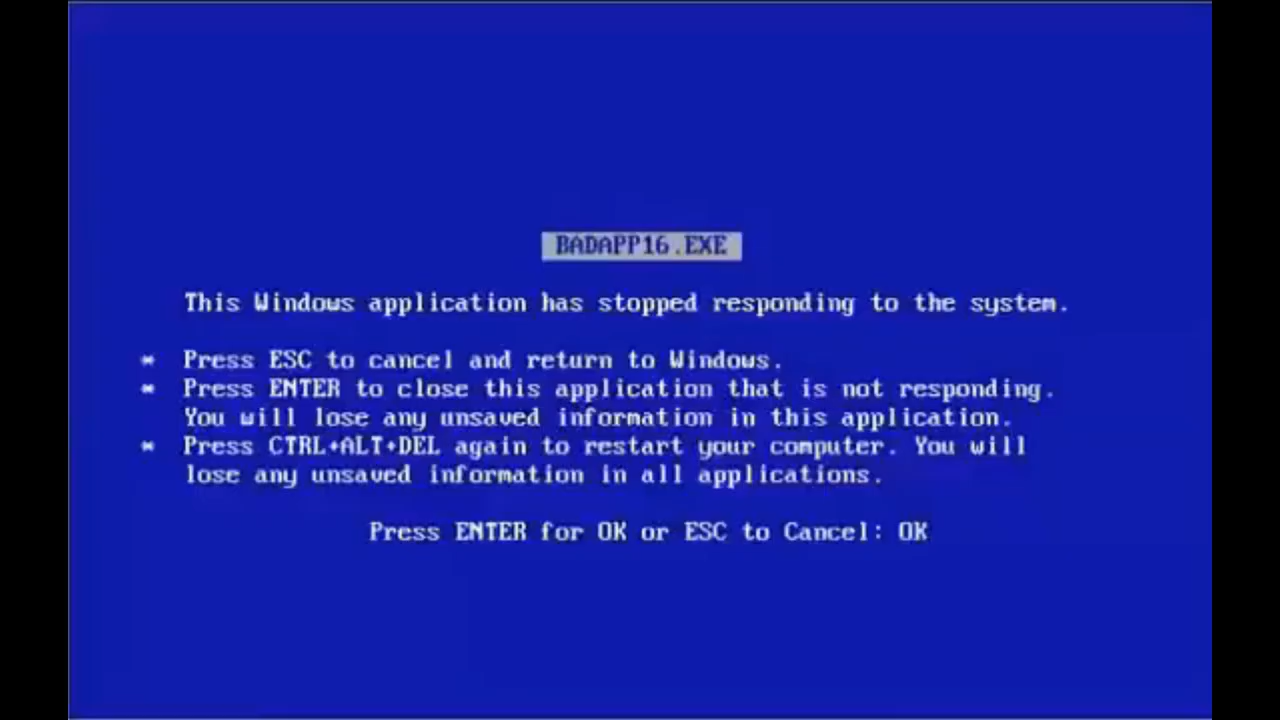 BADAPP16.EXE
This Windows application has stopped responding to the system.
* Press ESC to cancel and return to Windows.
* Press ENTER to close this application that is not responding.
You will lose any unsaved information in this application.
* Press CTRL+ALT+DEL again to restart your computer. You will
lose any unsaved information in all applications.
Press ENTER for OK or ESC to Cancel: OK